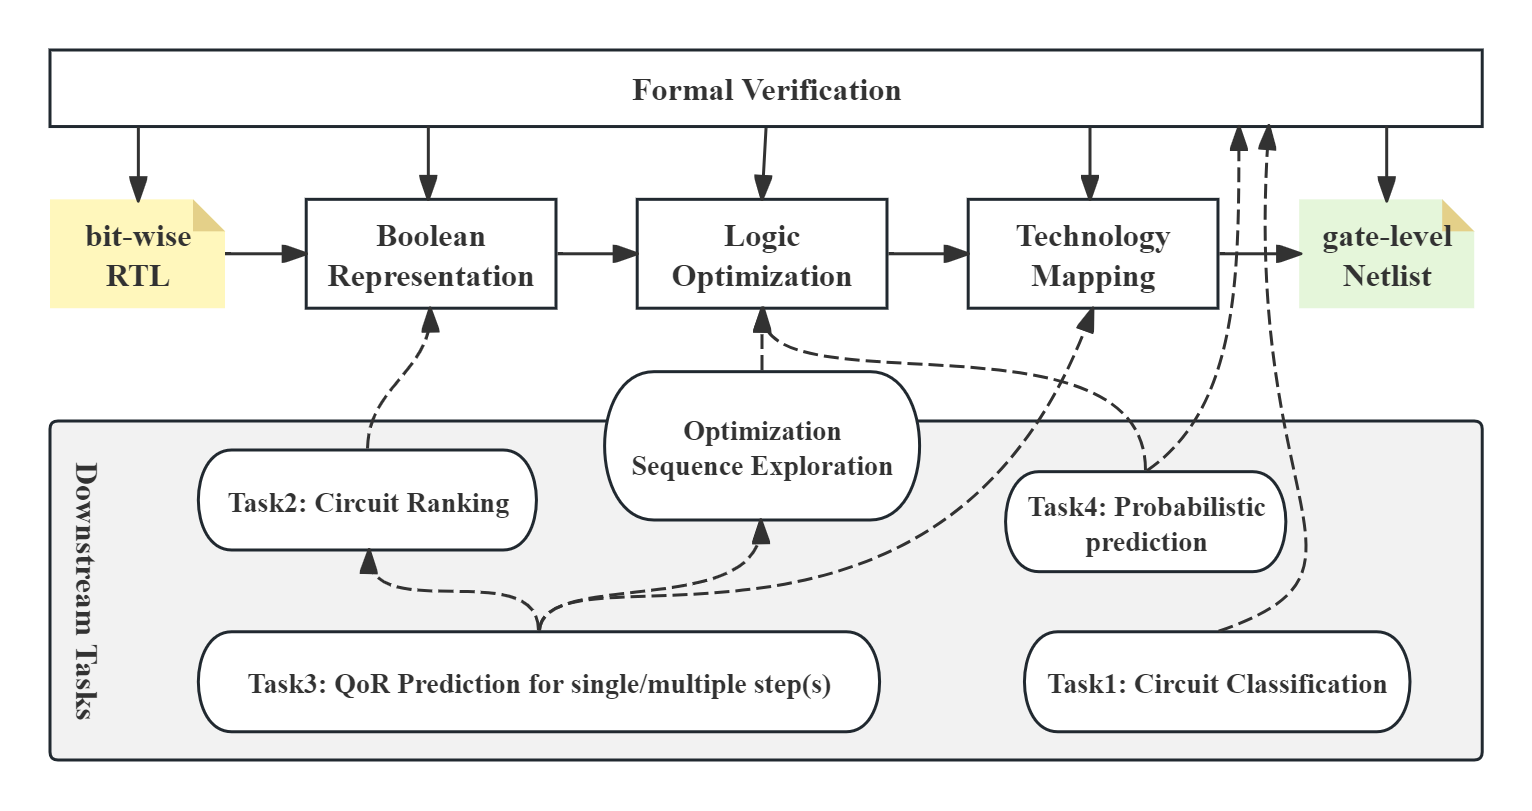 Formal Verification
bit-wise
RTL
Boolean
Representation
Logic
Optimization
Technology
Mapping
gate-level
Netlist
Downstream Tasks
Optimization
Sequence Exploration
Task2: Circuit Ranking
Task4: Probabilistic
prediction
Task3: QoR Prediction for single/multiple step(s)
Task1: Circuit Classification